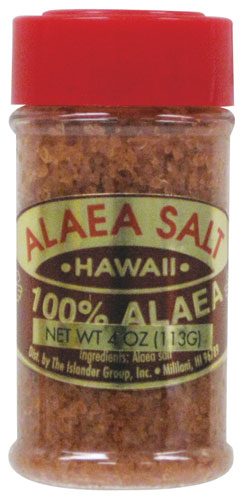 ALAEA SALT
• HAWAII •
100% ALAEA
NET WT 4 OZ (113G)
Ingredients: Alaea salt
Dist. by The Islander Group, Inc. • Mililani, HI 96789